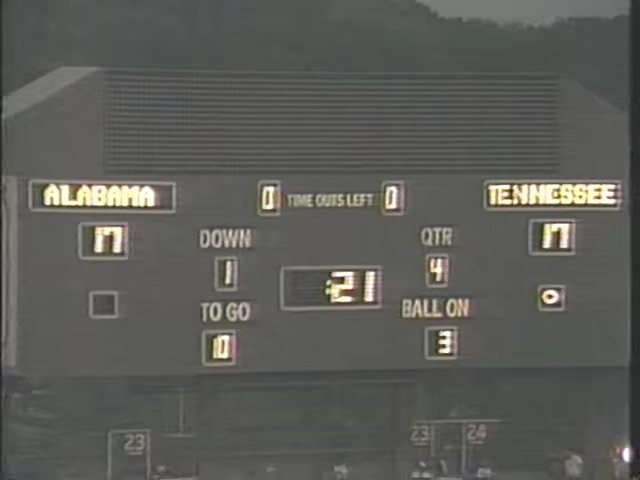 ALABAMA 0 TIME OUTS LEFT 0 TENNESSEE
17 DOWN QTR 17
1 :21 4
TO GO BALL ON
10 3
23 23 24